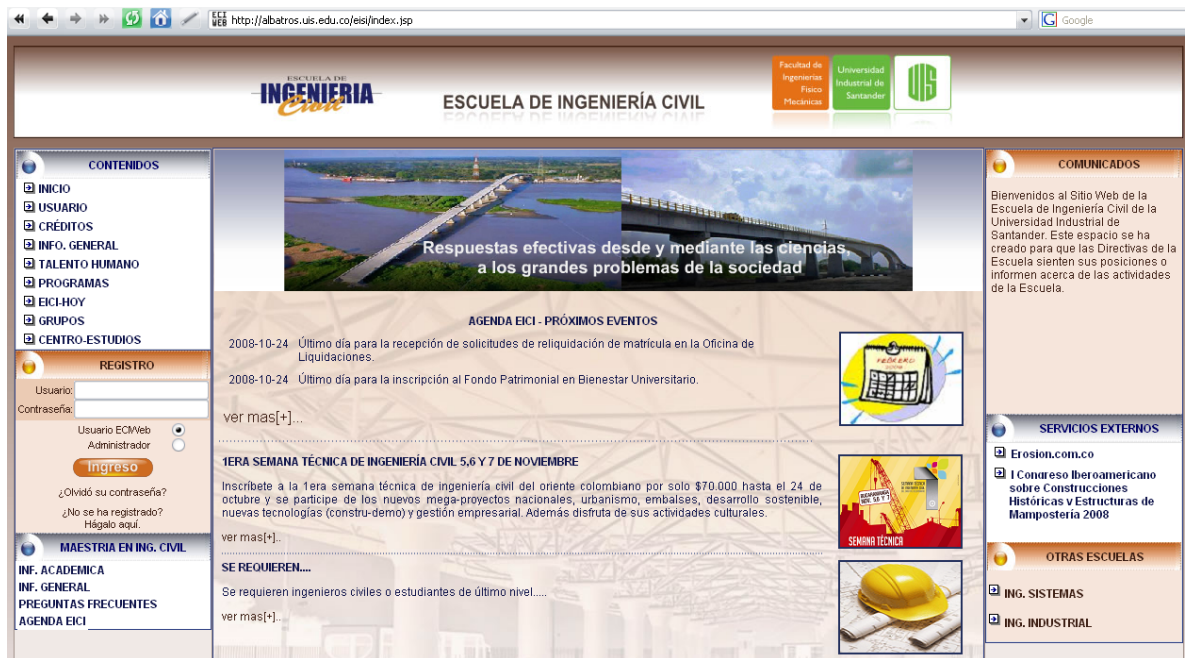 ECI WEB http://albatros.uis.edu.co/eisi/index.jsp
G Google
ESCUELA DE
INGENIERIA
Civil
ESCUELA DE INGENIERÍA CIVIL
Facultad de
Ingenierías
Físico
Mecánicas
Universidad
Industrial de
Santander
UIS
CONTENIDOS
INICIO
USUARIO
CRÉDITOS
INFO. GENERAL
TALENTO HUMANO
PROGRAMAS
EICI-HOY
GRUPOS
CENTRO-ESTUDIOS
REGISTRO
Usuario:
Contraseña:
Usuario ECIWeb
Administrador
Ingreso
¿Olvidó su contraseña?
¿No se ha registrado?
Hágalo aquí.
MAESTRIA EN ING. CIVIL
INF. ACADEMICA
INF. GENERAL
PREGUNTAS FRECUENTES
AGENDA EICI
Respuestas efectivas desde y mediante las ciencias,
a los grandes problemas de la sociedad
AGENDA EICI - PRÓXIMOS EVENTOS
2008-10-24 Último día para la recepción de solicitudes de reliquidación de matrícula en la Oficina de
Liquidaciones.
2008-10-24 Último día para la inscripción al Fondo Patrimonial en Bienestar Universitario.
ver mas[+]...
FEBRERO
1ERA SEMANA TÉCNICA DE INGENIERÍA CIVIL 5,6 Y 7 DE NOVIEMBRE
Inscríbete a la 1era semana técnica de ingeniería civil del oriente colombiano por solo $70.000 hasta el 24 de
octubre y se participe de los nuevos mega-proyectos nacionales, urbanismo, embalses, desarrollo sostenible,
nuevas tecnologías (constru-demo) y gestión empresarial. Además disfruta de sus actividades culturales.
ver mas[+]..
BUCARAMANGA
NOV. 5,6 Y 7
SEMANA TÉCNICA
SE REQUIEREN....
Se requieren ingenieros civiles o estudiantes de último nivel.....
ver mas[+]..
COMUNICADOS
Bienvenidos al Sitio Web de la
Escuela de Ingeniería Civil de la
Universidad Industrial de
Santander. Este espacio se ha
creado para que las Directivas de la
Escuela sienten sus posiciones o
informen acerca de las actividades
de la Escuela.
SERVICIOS EXTERNOS
Erosion.com.co
I Congreso Iberoamericano
sobre Construcciones
Históricas y Estructuras de
Mampostería 2008
OTRAS ESCUELAS
ING. SISTEMAS
ING. INDUSTRIAL